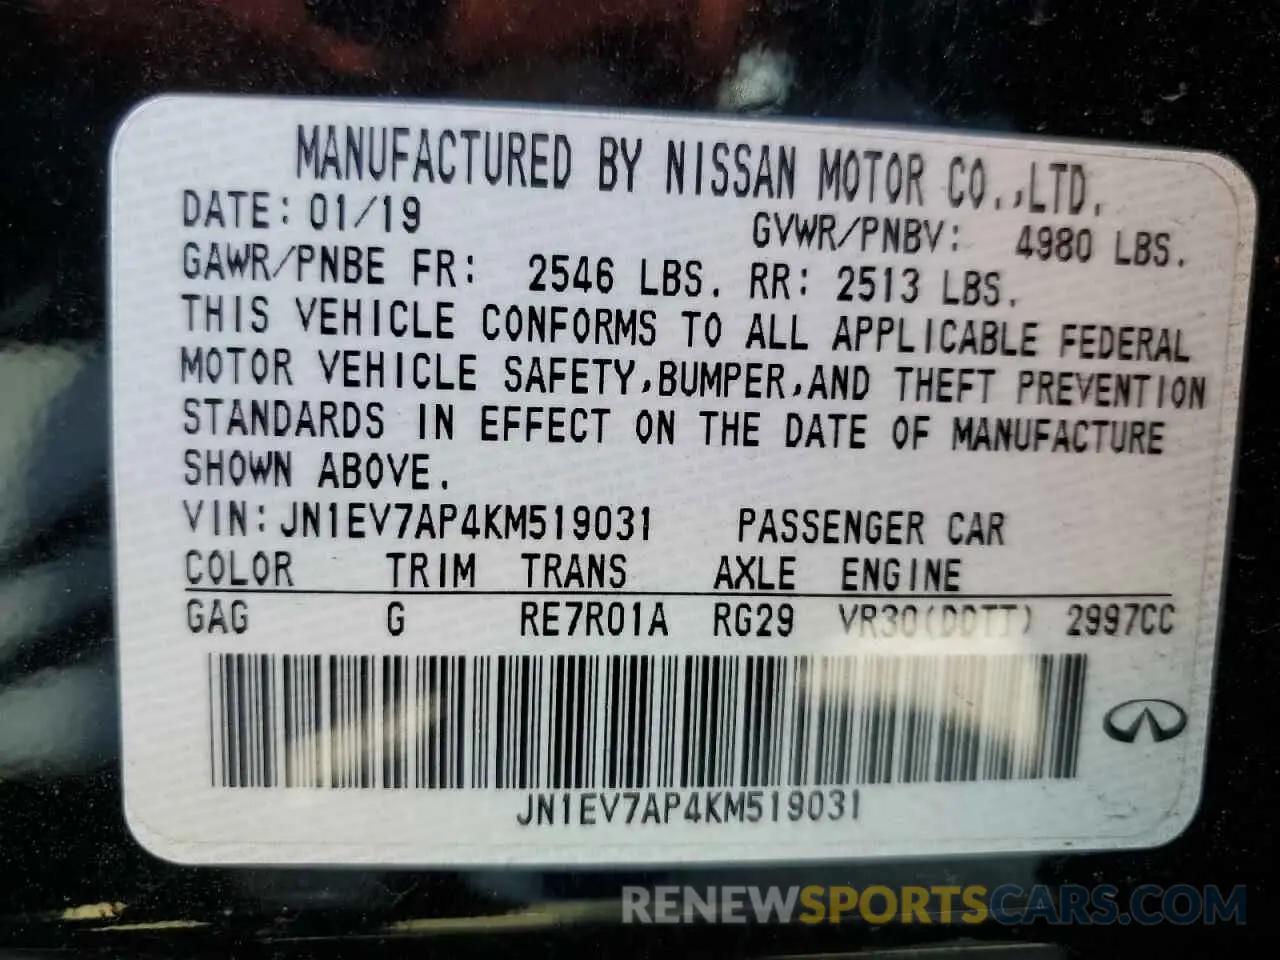 MANUFACTURED BY NISSAN MOTOR CO.,LTD.
DATE: 01/19 GVWR/PNBV: 4980 LBS.
GAWR/PNBE FR: 2546 LBS. RR: 2513 LBS.
THIS VEHICLE CONFORMS TO ALL APPLICABLE FEDERAL
MOTOR VEHICLE SAFETY,BUMPER,AND THEFT PREVENTION
STANDARDS IN EFFECT ON THE DATE OF MANUFACTURE
SHOWN ABOVE.
VIN: JN1EV7AP4KM519031 PASSENGER CAR
COLOR TRIM TRANS AXLE ENGINE
GAG G RE7R01A RG29 VR30(DDTT) 2997CC
JN1EV7AP4KM519031
RENEWSPORTSCARS.COM